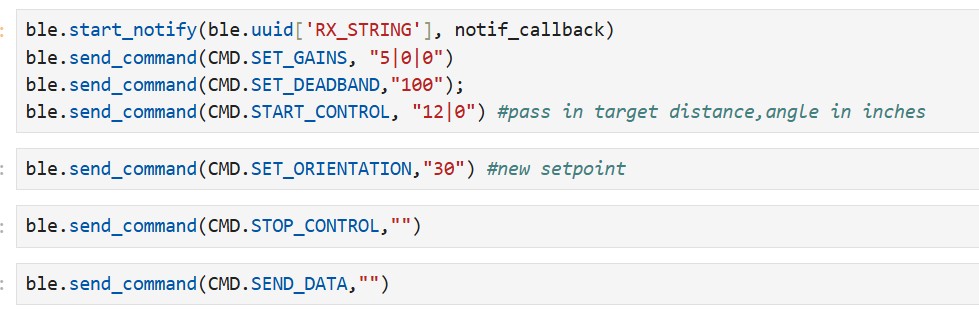 ble.start_notify(ble.uuid['RX_STRING'], notif_callback)
ble.send_command(CMD.SET_GAINS, "5|0|0")
ble.send_command(CMD.SET_DEADBAND,"100");
ble.send_command(CMD.START_CONTROL, "12|0") #pass in target distance,angle in inches
ble.send_command(CMD.SET_ORIENTATION,"30") #new setpoint
ble.send_command(CMD.STOP_CONTROL,"")
ble.send_command(CMD.SEND_DATA,"")